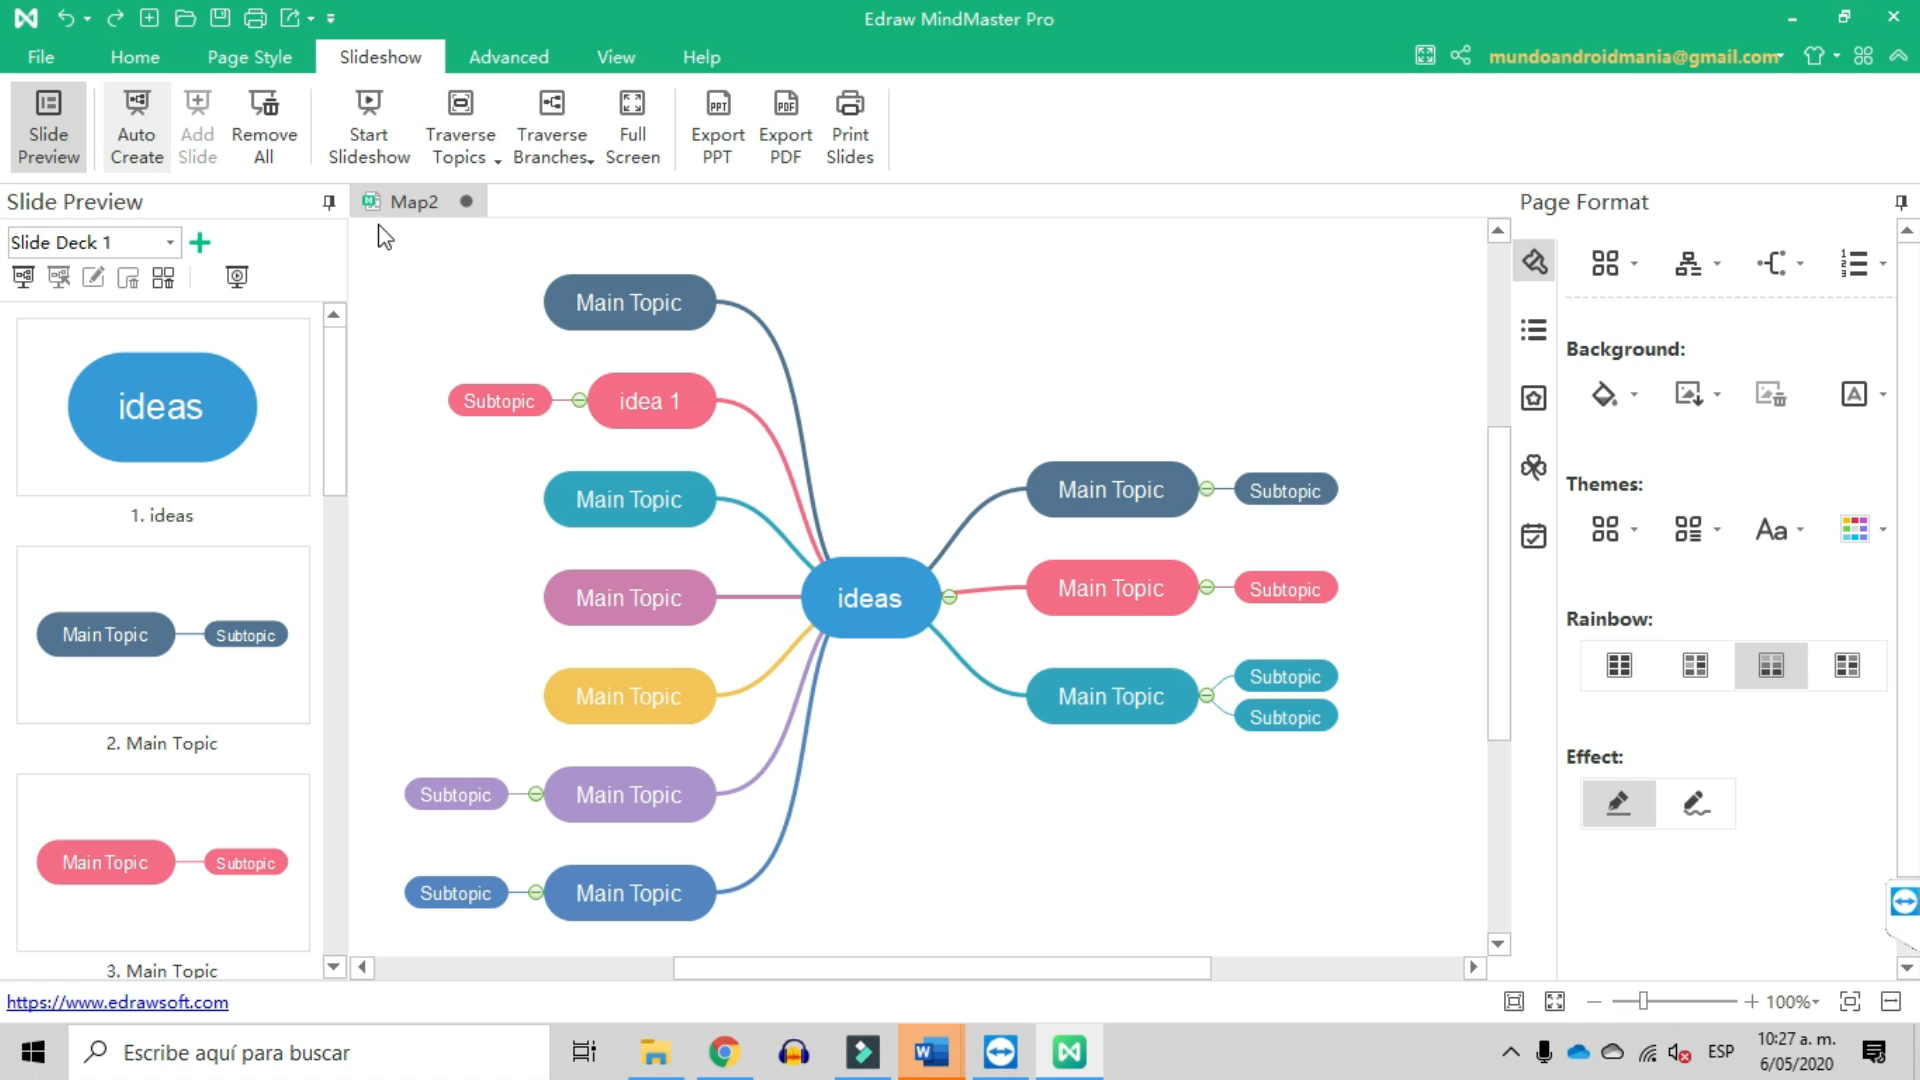 Edraw MindMaster Pro
File Home Page Style Slideshow Advanced View Help mundoandroidmania@gmail.com
Slide Preview
Auto Create
Add Slide
Remove All
Start Slideshow
Traverse Topics
Traverse Branches
Full Screen
PPT
Export PPT
PDF
Export PDF
Print Slides
Slide Preview
Slide Deck 1
ideas
1. ideas
Main Topic Subtopic
2. Main Topic
Main Topic Subtopic
3. Main Topic
Map2
Main Topic
Subtopic idea 1
Main Topic
Main Topic
Main Topic
Subtopic Main Topic
Subtopic Main Topic
ideas
Main Topic Subtopic
Main Topic Subtopic
Main Topic Subtopic
Subtopic
Page Format
Background:
A
Themes:
Aa
Rainbow:
Effect:
https://www.edrawsoft.com
100%
Escribe aquí para buscar
W
ESP
10:27 a. m.
6/05/2020